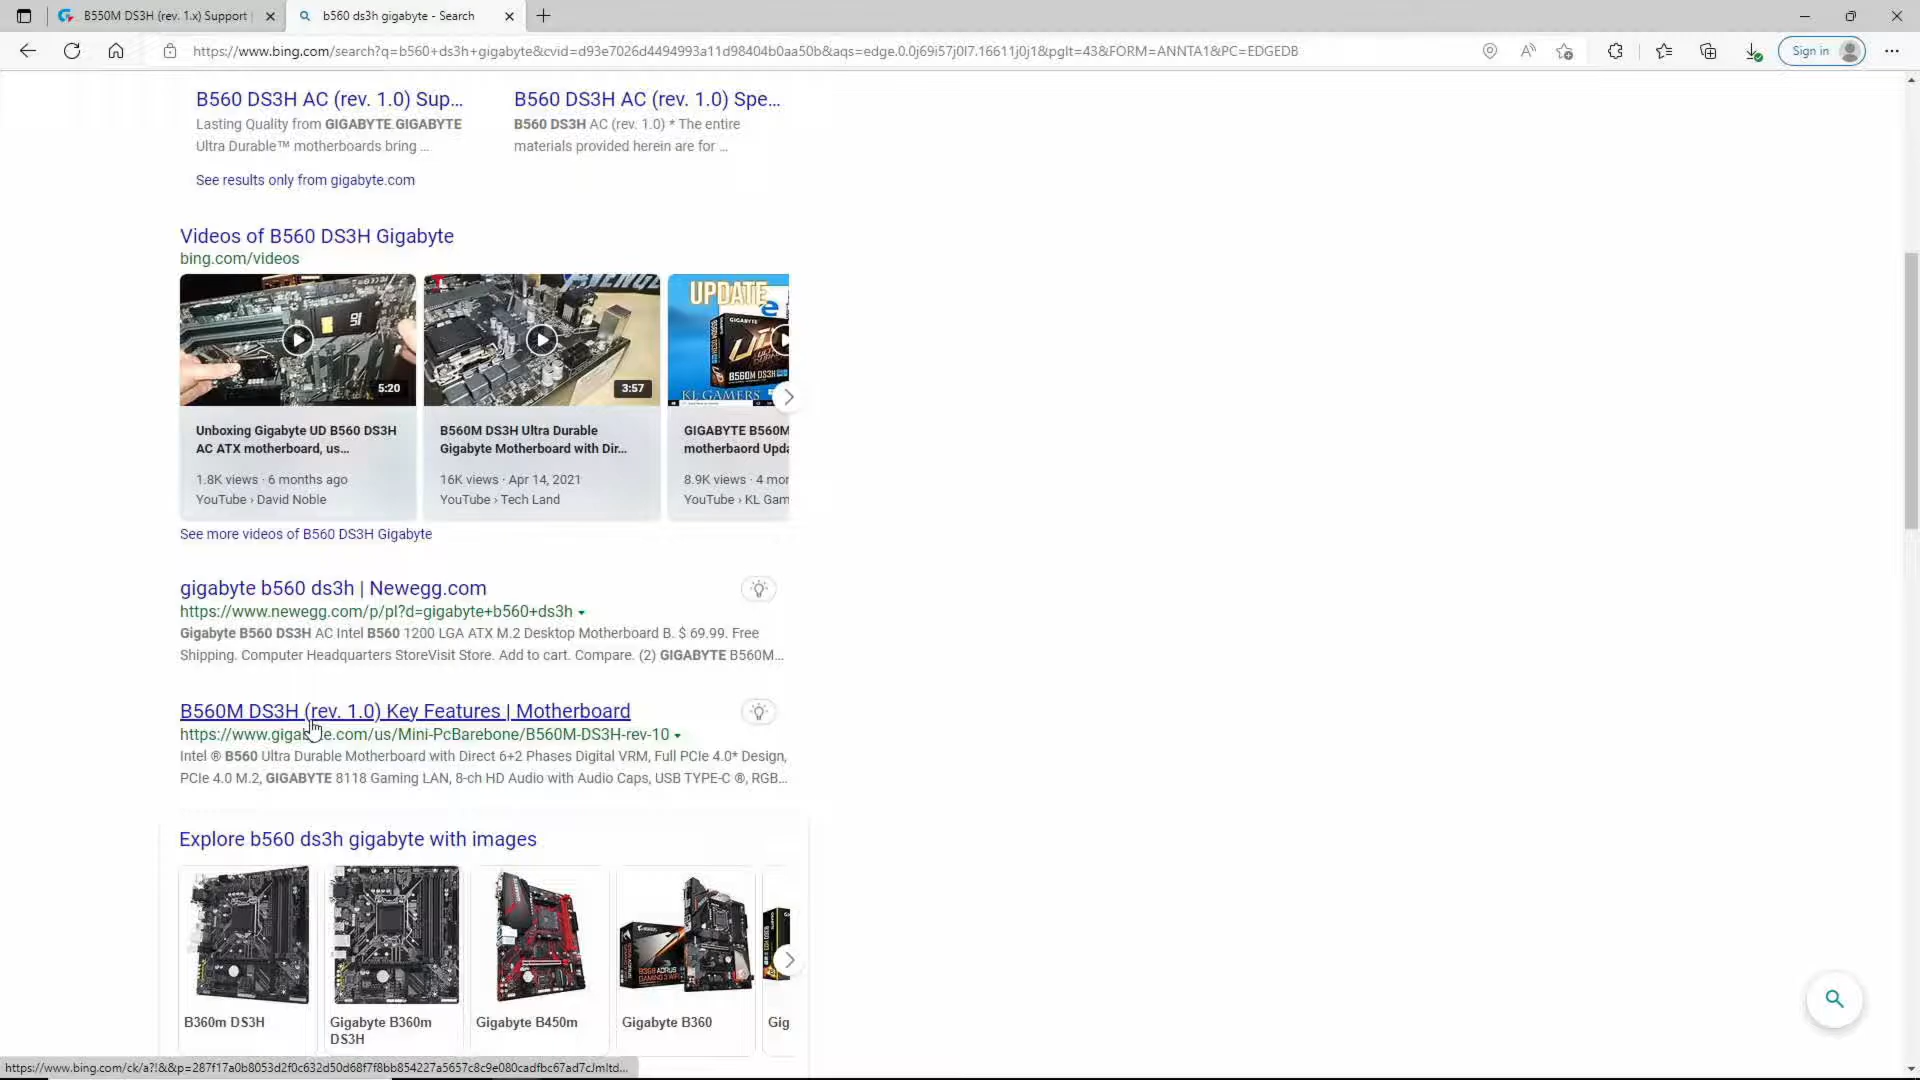 B550M DS3H (rev. 1.x) Support
b560 ds3h gigabyte - Search
https://www.bing.com/search?q=b560+ds3h+gigabyte&cvid=d93e7026d4494993a11d98404b0aa50b&aqs=edge.0.0j69i57j0l7.16611j0j1&pglt=43&FORM=ANNTA1&PC=EDGEDB
Sign in
B560 DS3H AC (rev. 1.0) Sup...
Lasting Quality from GIGABYTE.GIGABYTE
Ultra Durable™ motherboards bring ...
B560 DS3H AC (rev. 1.0) Spe...
B560 DS3H AC (rev. 1.0) * The entire
materials provided herein are for ...
See results only from gigabyte.com
Videos of B560 DS3H Gigabyte
bing.com/videos
5:20
Unboxing Gigabyte UD B560 DS3H
AC ATX motherboard, us...
1.8K views · 6 months ago
YouTube › David Noble
3:57
B560M DS3H Ultra Durable
Gigabyte Motherboard with Dir...
16K views · Apr 14, 2021
YouTube › Tech Land
UPDATE
GIGABYTE
B560M DS3H
KL GAMERS
GIGABYTE B560M
motherbaord Upda
8.9K views · 4 mon
YouTube › KL Gam
See more videos of B560 DS3H Gigabyte
gigabyte b560 ds3h | Newegg.com
https://www.newegg.com/p/pl?d=gigabyte+b560+ds3h
Gigabyte B560 DS3H AC Intel B560 1200 LGA ATX M.2 Desktop Motherboard B. $ 69.99. Free
Shipping. Computer Headquarters StoreVisit Store. Add to cart. Compare. (2) GIGABYTE B560M...
B560M DS3H (rev. 1.0) Key Features | Motherboard
https://www.gigabyte.com/us/Mini-PcBarebone/B560M-DS3H-rev-10
Intel ® B560 Ultra Durable Motherboard with Direct 6+2 Phases Digital VRM, Full PCIe 4.0* Design,
PCIe 4.0 M.2, GIGABYTE 8118 Gaming LAN, 8-ch HD Audio with Audio Caps, USB TYPE-C ®, RGB...
Explore b560 ds3h gigabyte with images
B360m DS3H
Gigabyte B360m
DS3H
Gigabyte B450m
Gigabyte B360
Gig
https://www.bing.com/ck/a?!&&p=287f17a0b8053d2f0c632d50d68f7f8bb854227a5657c8c9e080cadfbc67ad7cJmltd...